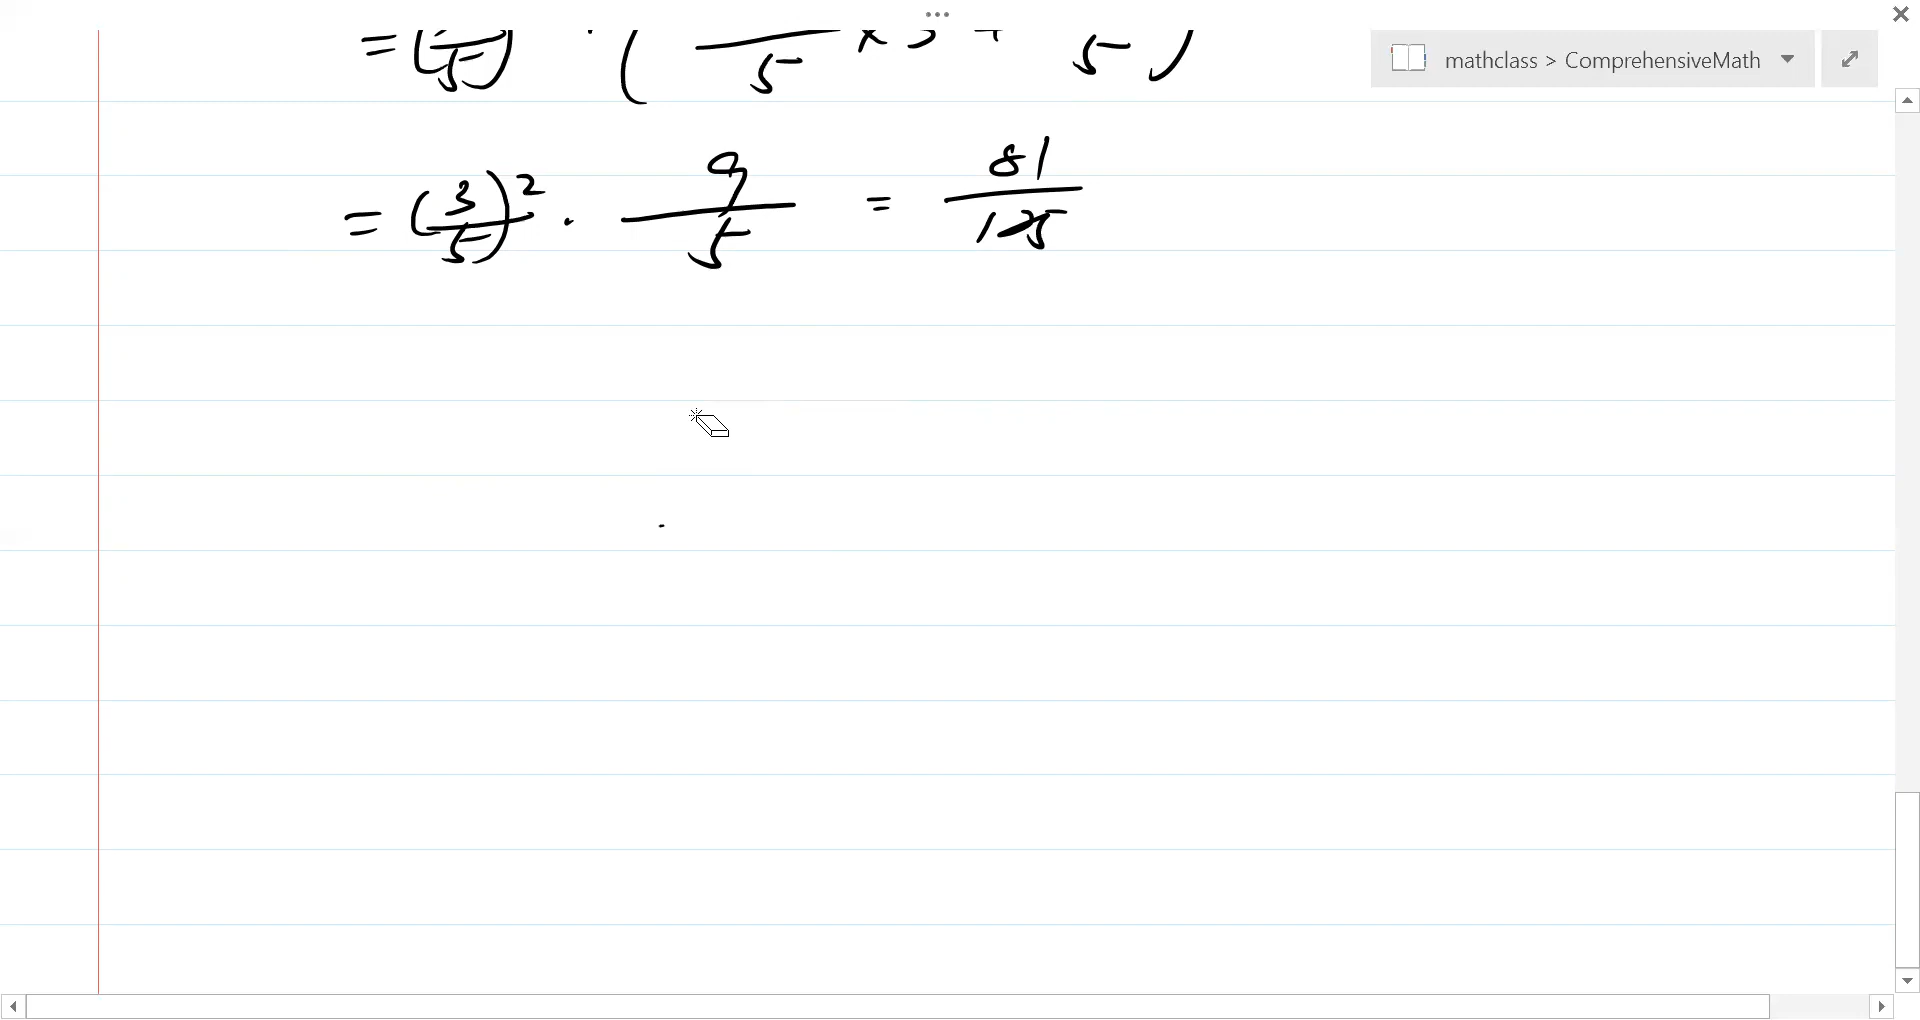 mathclass > ComprehensiveMath
= (3/5)² · 9/5 = 81/125